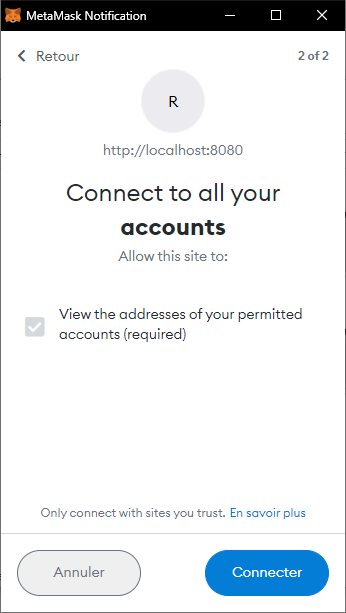 MetaMask Notification
Retour
2 of 2
R
http://localhost:8080
Connect to all your
accounts
Allow this site to:
View the addresses of your permitted
accounts (required)
Only connect with sites you trust. En savoir plus
Annuler
Connecter